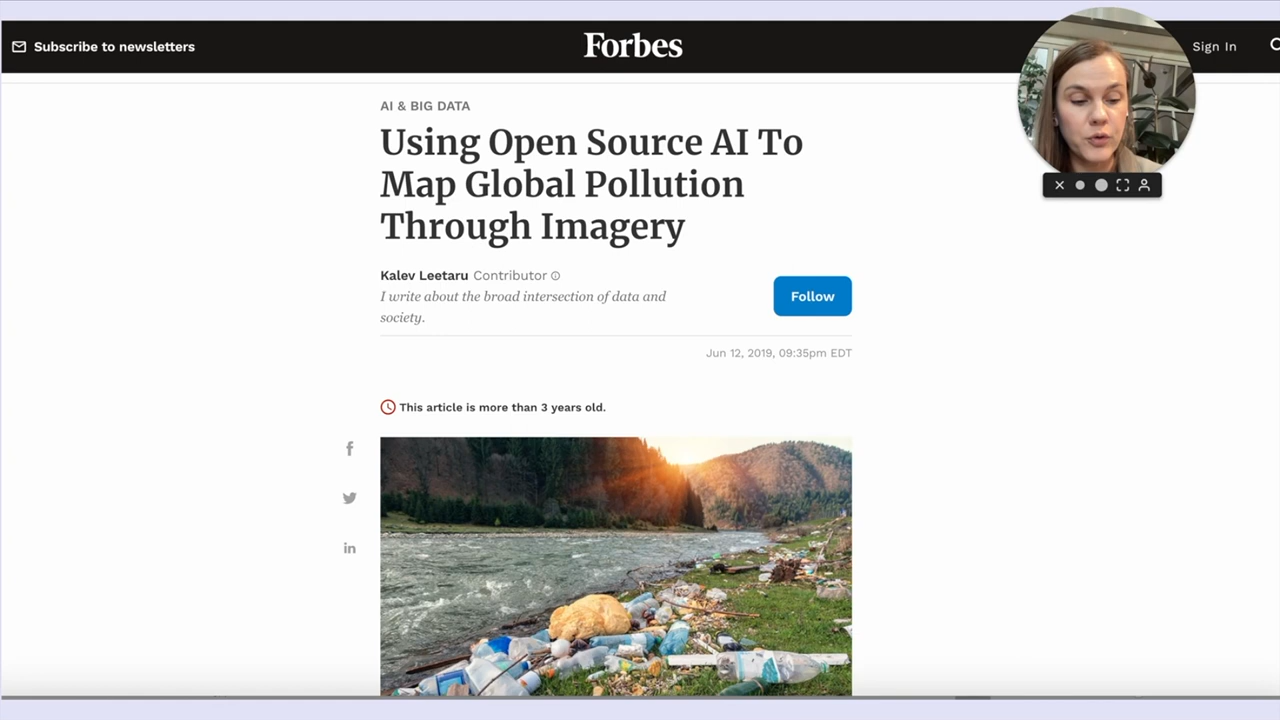 Subscribe to newsletters
Forbes
Sign In
AI & BIG DATA
Using Open Source AI To
Map Global Pollution
Through Imagery
Kalev Leetaru Contributor
I write about the broad intersection of data and
society.
Follow
Jun 12, 2019, 09:35pm EDT
This article is more than 3 years old.